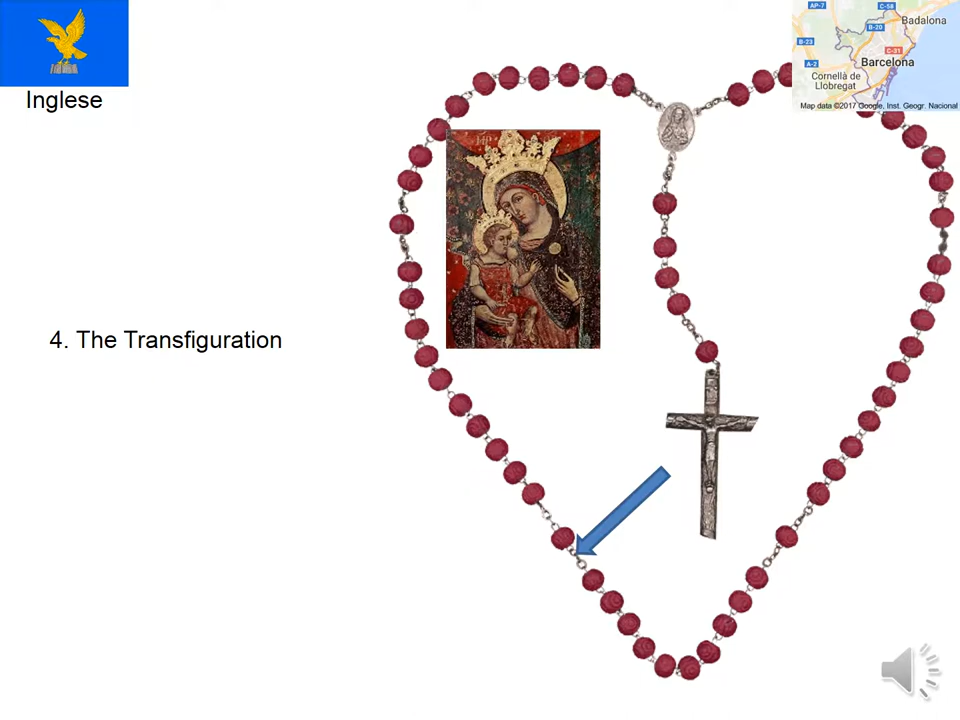 Inglese
4. The Transfiguration
AP-7
C-58
Badalona
B-20
B-23
C-31
A-2
Barcelona
Cornellà de
Llobregat
Map data ©2017 Google, Inst. Geogr. Nacional